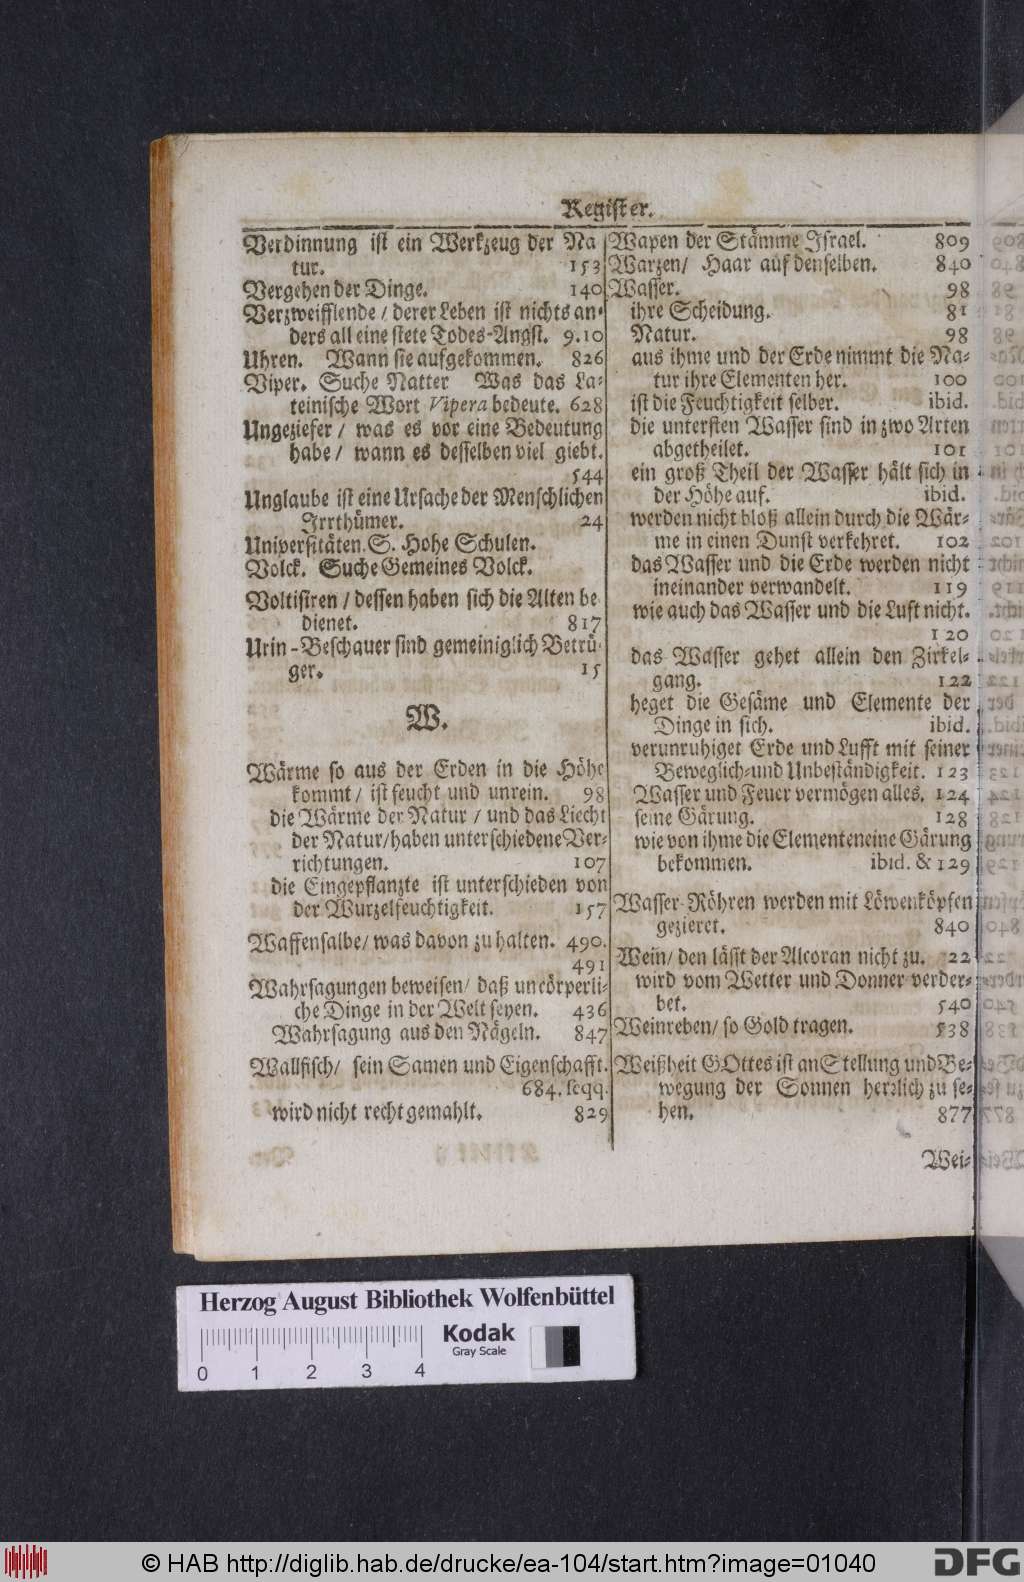 Register.
Verdinnung ist ein Werkzeug der Na
tur. 153
Vergehen der Dinge. 140
Verzweifflende / derer Leben ist nichts an-
ders all eine stete Todes-Angst. 9.10
Uhren. Wann sie aufgekommen. 826
Viper. Suche Natter Was das La-
teinische Wort Vipera bedeute. 628
Ungeziefer / was es vor eine Bedeutung
habe / wann es desselben viel giebt.
544
Unglaube ist eine Ursache der Menschlichen
Irrthümer. 24
Universitäten. S. Hohe Schulen.
Volck. Suche Gemeines Volck.
Voltisiren / dessen haben sich die Alten be
dienet. 817
Urin-Beschauer sind gemeiniglich Betrü-
ger. 15
W.
Wärme so aus der Erden in die Höhe
kommt / ist feucht und unrein. 98
die Wärme der Natur / und das Liecht
der Natur/haben unterschiedene Ver-
richtungen. 107
die Eingepflanzte ist unterschieden von
der Wurzelfeuchtigkeit. 157
Waffensalbe/ was davon zu halten. 490.
491
Wahrsagungen beweisen/ daß uncörperli-
che Dinge in der Welt seyen. 436
Wahrsagung aus den Nägeln. 847
Wallfisch/ sein Samen und Eigenschafft.
684. seqq.
wird nicht recht gemahlt. 829
Wapen der Stämme Israel. 809
Warzen/ Haar auf denselben. 840
Wasser. 98
ihre Scheidung. 81
Natur. 98
aus ihme und der Erde nimmt die Na-
tur ihre Elementen her. 100
ist die Feuchtigkeit selber. ibid.
die untersten Wasser sind in zwo Arten
abgetheilet. 101
ein groß Theil der Wasser hält sich in
der Höhe auf. ibid.
werden nicht bloß allein durch die Wär-
me in einen Dunst verkehret. 102
das Wasser und die Erde werden nicht
ineinander verwandelt. 119
wie auch das Wasser und die Luft nicht.
120
das Wasser gehet allein den Zirkel-
gang. 122
heget die Gesäme und Elemente der
Dinge in sich. ibid.
verunruhiget Erde und Lufft mit seiner
Beweglich-und Unbeständigkeit. 123
Wasser und Feuer vermögen alles. 124
seine Gärung. 128
wie von ihme die Elementen eine Gärung
bekommen. ibid. & 129
Wasser-Röhren werden mit Löwenköpfen
gezieret. 840
Wein/ den lässt der Alcoran nicht zu. 22
wird vom Wetter und Donner verder-
bet. 540
Weinreben/ so Gold tragen. 538
Weißheit GOttes ist an Stellung und Be-
wegung der Sonnen herrlich zu se-
hen. 877
Wei-
Herzog August Bibliothek Wolfenbüttel
Kodak
Gray Scale
0 1 2 3 4
© HAB http://diglib.hab.de/drucke/ea-104/start.htm?image=01040
DFG